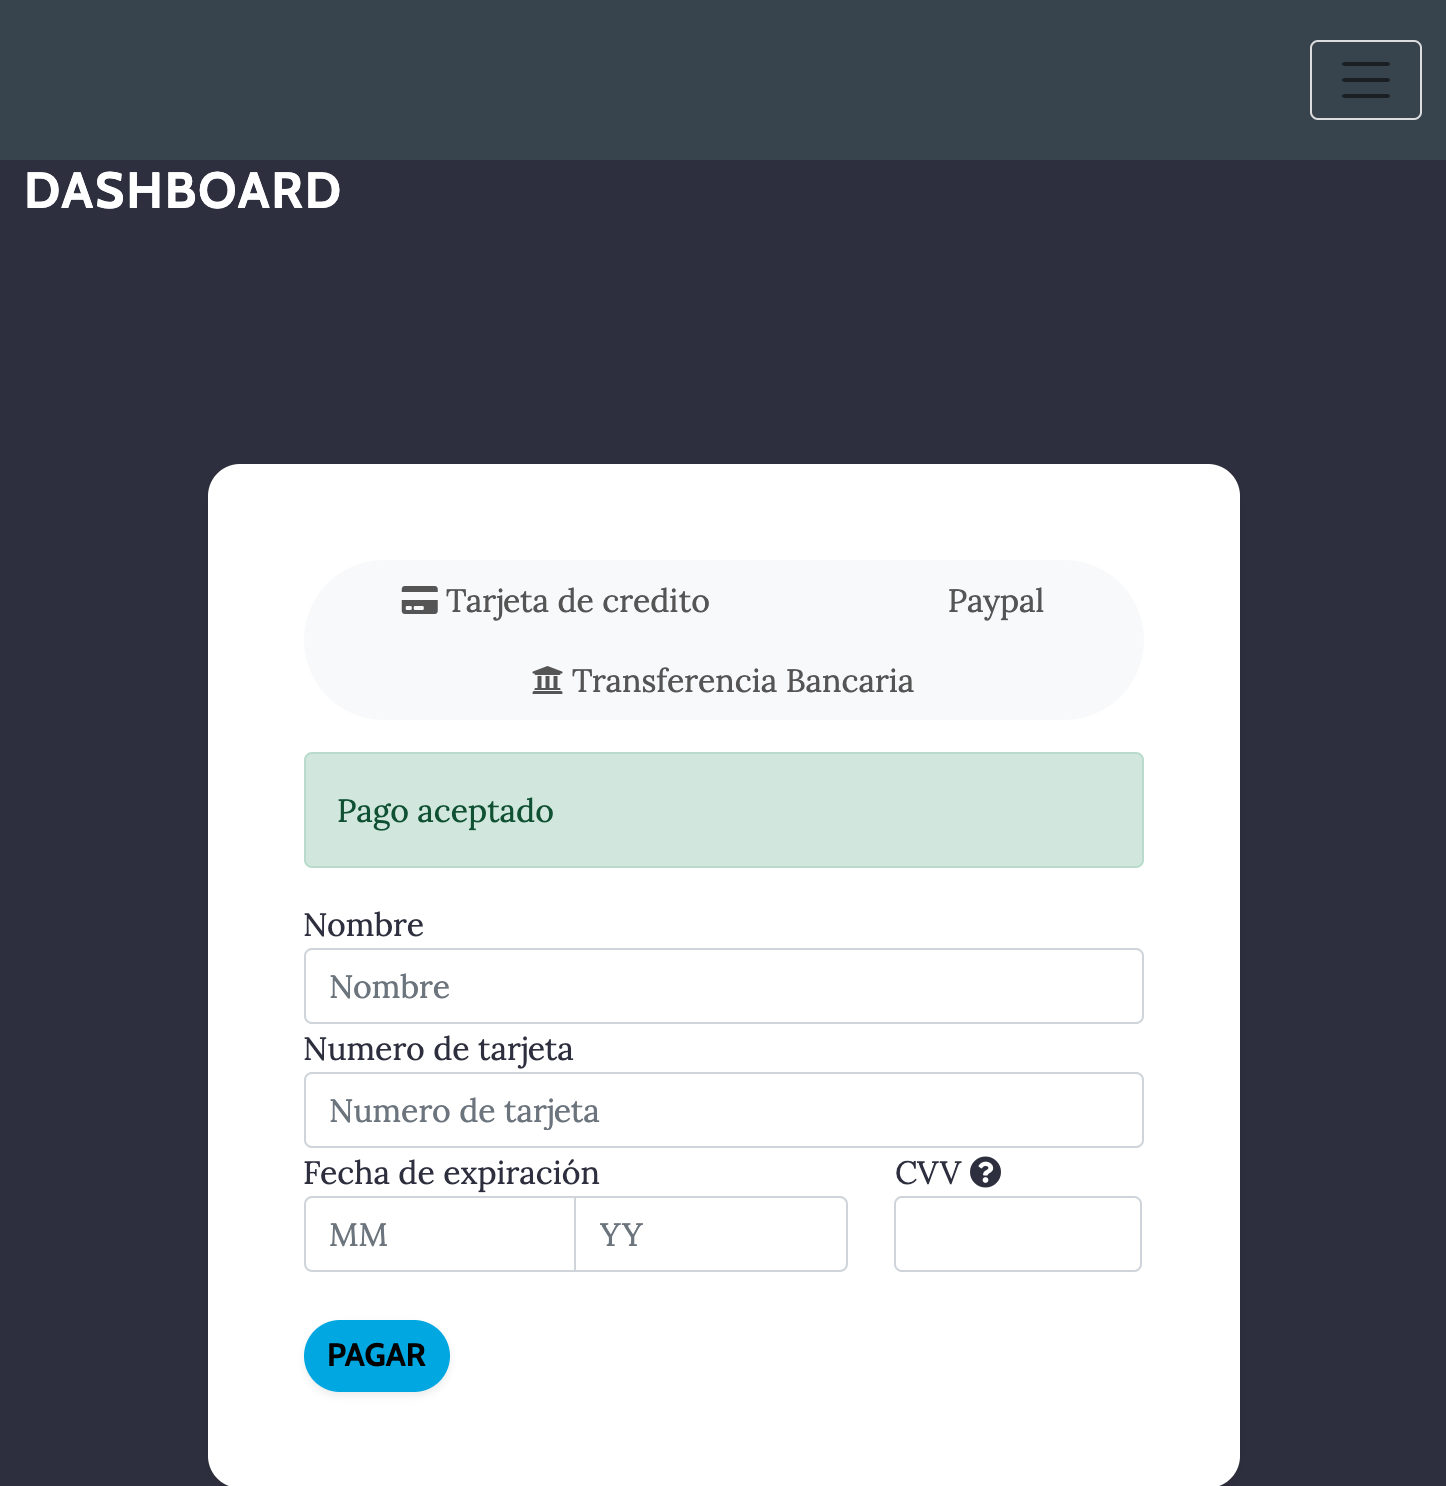 DASHBOARD
Tarjeta de credito Paypal
Transferencia Bancaria
Pago aceptado
Nombre
Nombre
Numero de tarjeta
Numero de tarjeta
Fecha de expiración CVV ?
MM YY
PAGAR